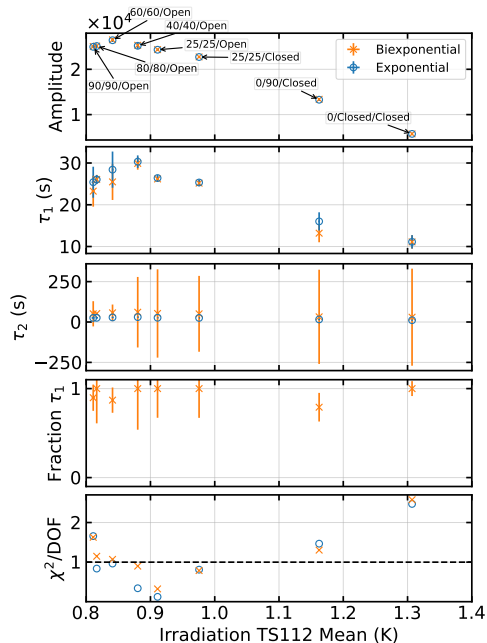 ×10⁴
60/60/Open
40/40/Open
25/25/Open
25/25/Closed
80/80/Open
90/90/Open
0/90/Closed
0/Closed/Closed
Biexponential
Exponential
Amplitude
2
1
τ₁ (s)
30
20
10
τ₂ (s)
250
0
−250
Fraction τ₁
1
0
χ²/DOF
2
1
0.8 0.9 1.0 1.1 1.2 1.3 1.4
Irradiation TS112 Mean (K)